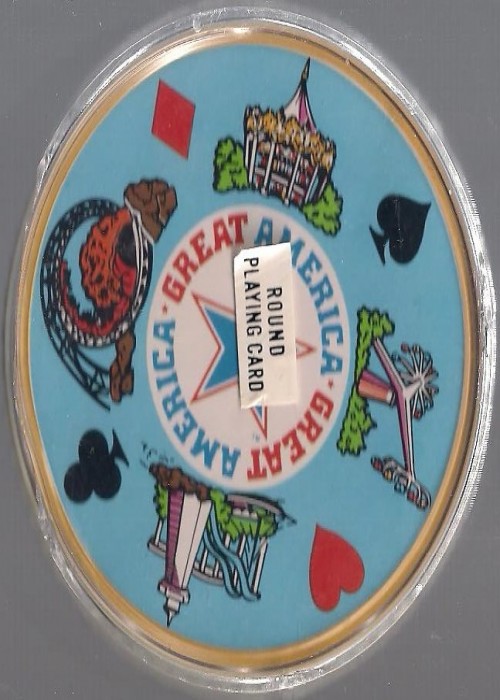 GREAT AMERICA · GREAT AMERICA ·
ROUND
PLAYING CARD